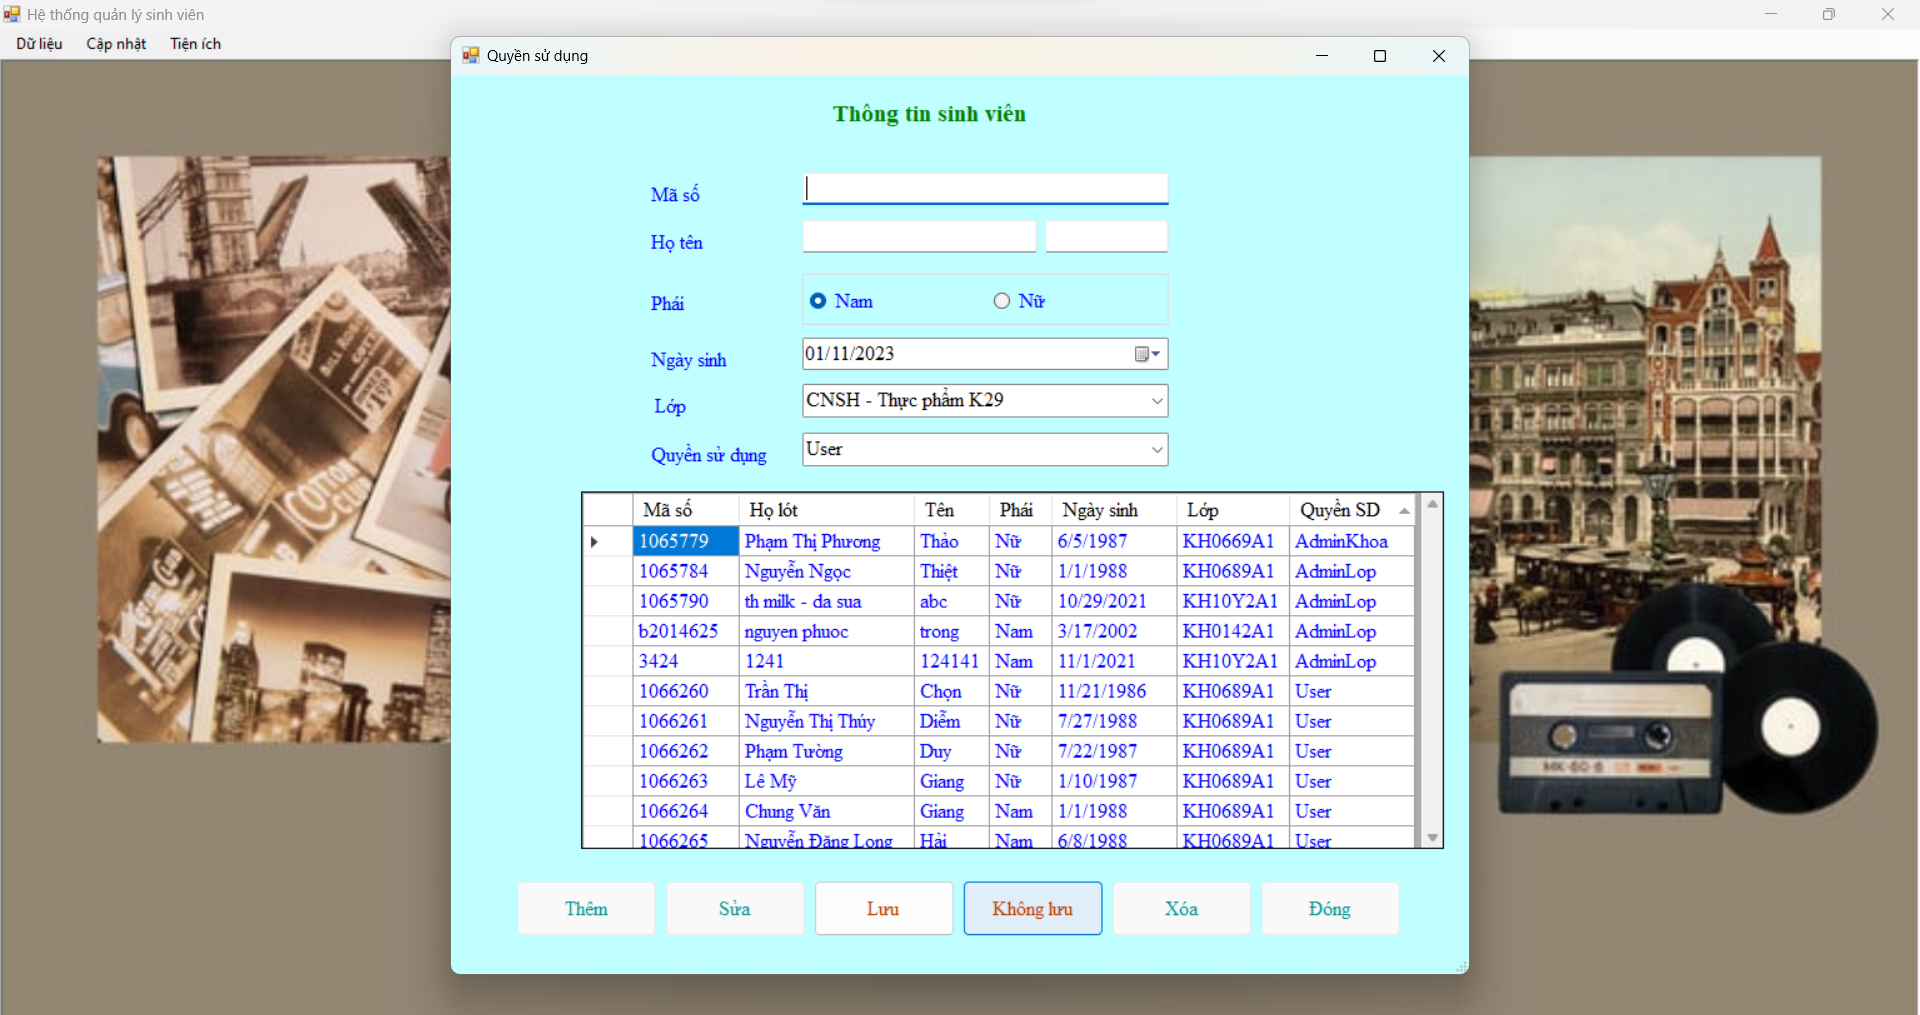 Hệ thống quản lý sinh viên
Dữ liệu Cập nhật Tiện ích
Quyền sử dụng
Thông tin sinh viên
Mã số
Họ tên
Phái Nam Nữ
Ngày sinh 01/11/2023
Lớp CNSH - Thực phẩm K29
Quyền sử dụng User
Mã số Họ lót Tên Phái Ngày sinh Lớp Quyền SD
1065779 Phạm Thị Phương Thảo Nữ 6/5/1987 KH0669A1 AdminKhoa
1065784 Nguyễn Ngọc Thiệt Nữ 1/1/1988 KH0689A1 AdminLop
1065790 th milk - da sua abc Nữ 10/29/2021 KH10Y2A1 AdminLop
b2014625 nguyen phuoc trong Nam 3/17/2002 KH0142A1 AdminLop
3424 1241 124141 Nam 11/1/2021 KH10Y2A1 AdminLop
1066260 Trần Thị Chọn Nữ 11/21/1986 KH0689A1 User
1066261 Nguyễn Thị Thúy Diễm Nữ 7/27/1988 KH0689A1 User
1066262 Phạm Tường Duy Nữ 7/22/1987 KH0689A1 User
1066263 Lê Mỹ Giang Nữ 1/10/1987 KH0689A1 User
1066264 Chung Văn Giang Nam 1/1/1988 KH0689A1 User
1066265 Nguyễn Đăng Long Hải Nam 6/8/1988 KH0689A1 User
Thêm Sửa Lưu Không lưu Xóa Đóng
COTTON
CLUB